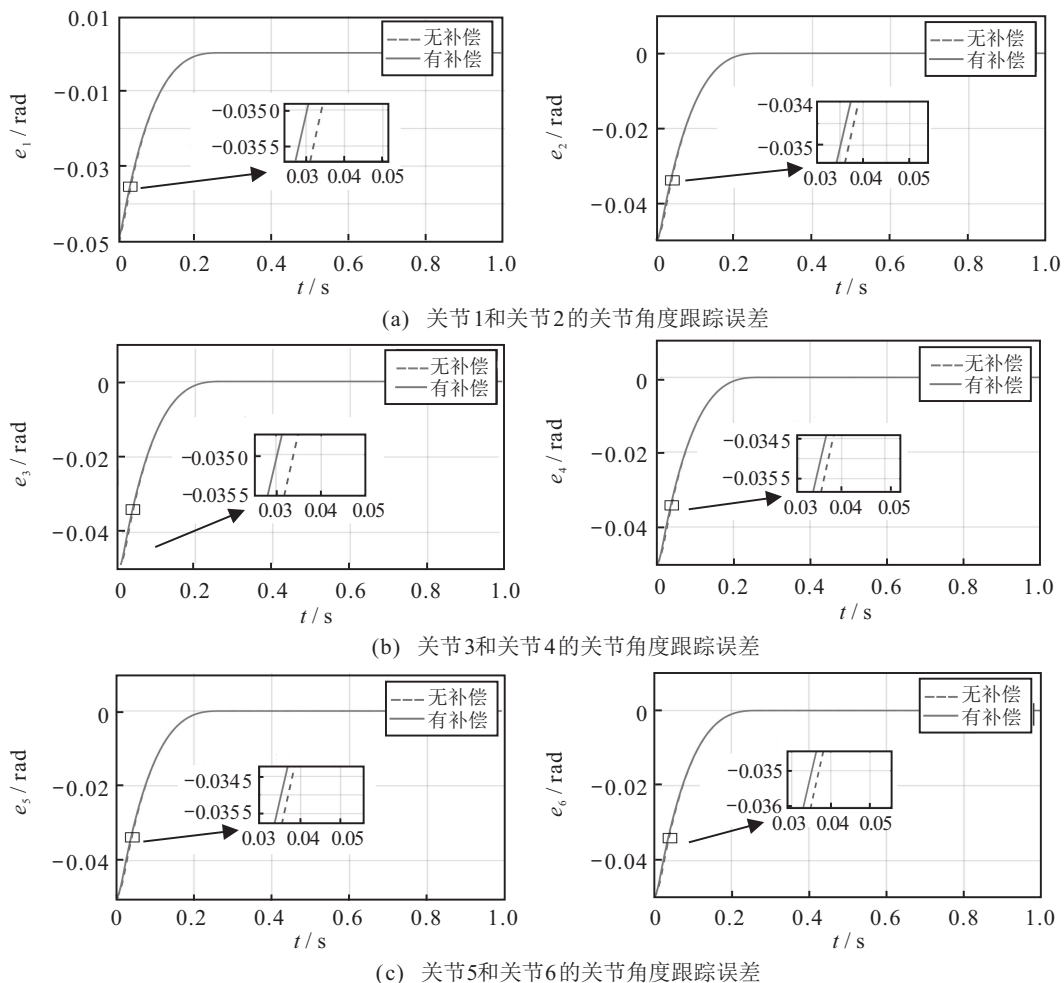 0.01
−0.01
−0.03
−0.05
e₁ / rad
无补偿
有补偿
−0.0350
−0.0355
0.03 0.04 0.05
0 0.2 0.4 0.6 0.8 1.0
t / s
0
−0.02
−0.04
e₂ / rad
无补偿
有补偿
−0.034
−0.035
0.03 0.04 0.05
0 0.2 0.4 0.6 0.8 1.0
t / s
(a) 关节1和关节2的关节角度跟踪误差
0
−0.02
−0.04
e₃ / rad
无补偿
有补偿
−0.0350
−0.0355
0.03 0.04 0.05
0 0.2 0.4 0.6 0.8 1.0
t / s
0
−0.02
−0.04
e₄ / rad
无补偿
有补偿
−0.0345
−0.0355
0.03 0.04 0.05
0 0.2 0.4 0.6 0.8 1.0
t / s
(b) 关节3和关节4的关节角度跟踪误差
0
−0.02
−0.04
e₅ / rad
无补偿
有补偿
−0.0345
−0.0355
0.03 0.04 0.05
0 0.2 0.4 0.6 0.8 1.0
t / s
0
−0.02
−0.04
e₆ / rad
无补偿
有补偿
−0.035
−0.036
0.03 0.04 0.05
0 0.2 0.4 0.6 0.8 1.0
t / s
(c) 关节5和关节6的关节角度跟踪误差